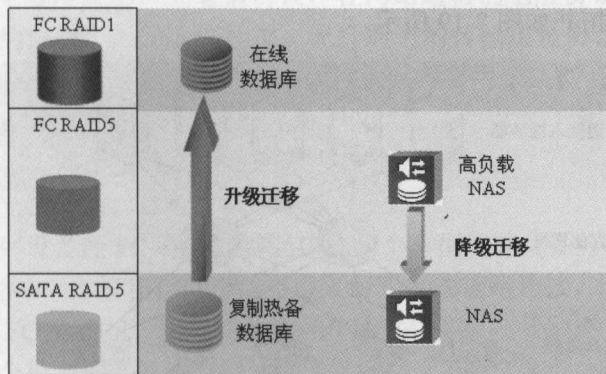 FC RAID1
在线
数据库
FC RAID5
高负载
NAS
升级迁移
降级迁移
SATA RAID5
复制热备
数据库
NAS